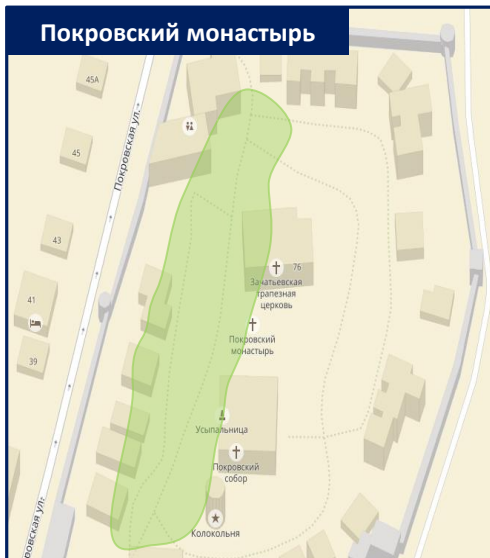 Покровский монастырь
45А
Покровская ул.
45
43
41
39
76
Зачатьевская
трапезная
церковь
Покровский
монастырь
Усыпальница
Покровский
собор
Колокольня
Покровская ул.